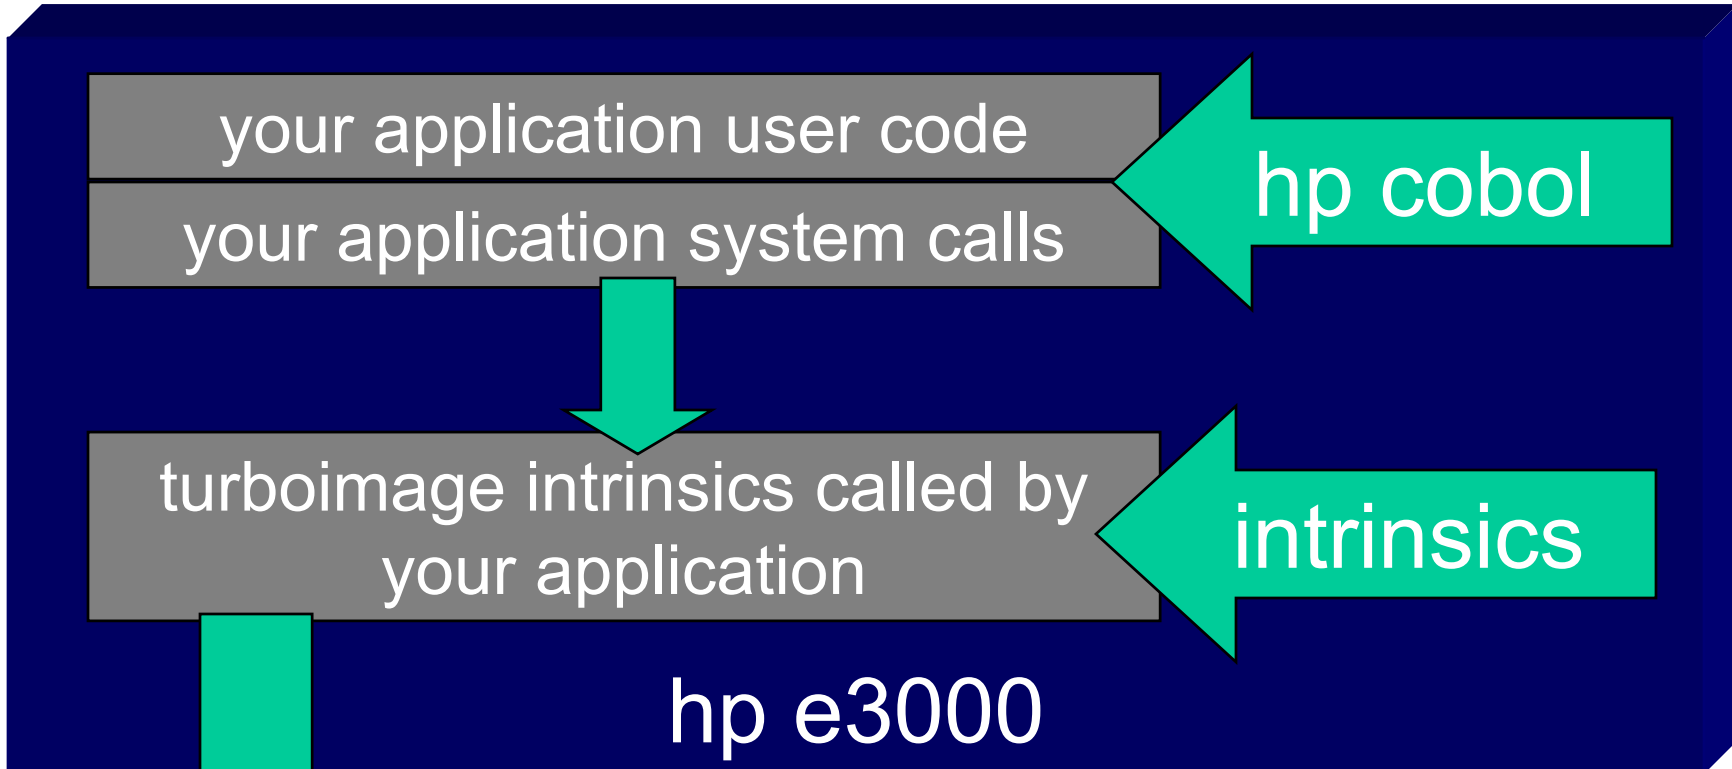 your application user code
hp cobol
your application system calls
turboimage intrinsics called by
your application
intrinsics
hp e3000